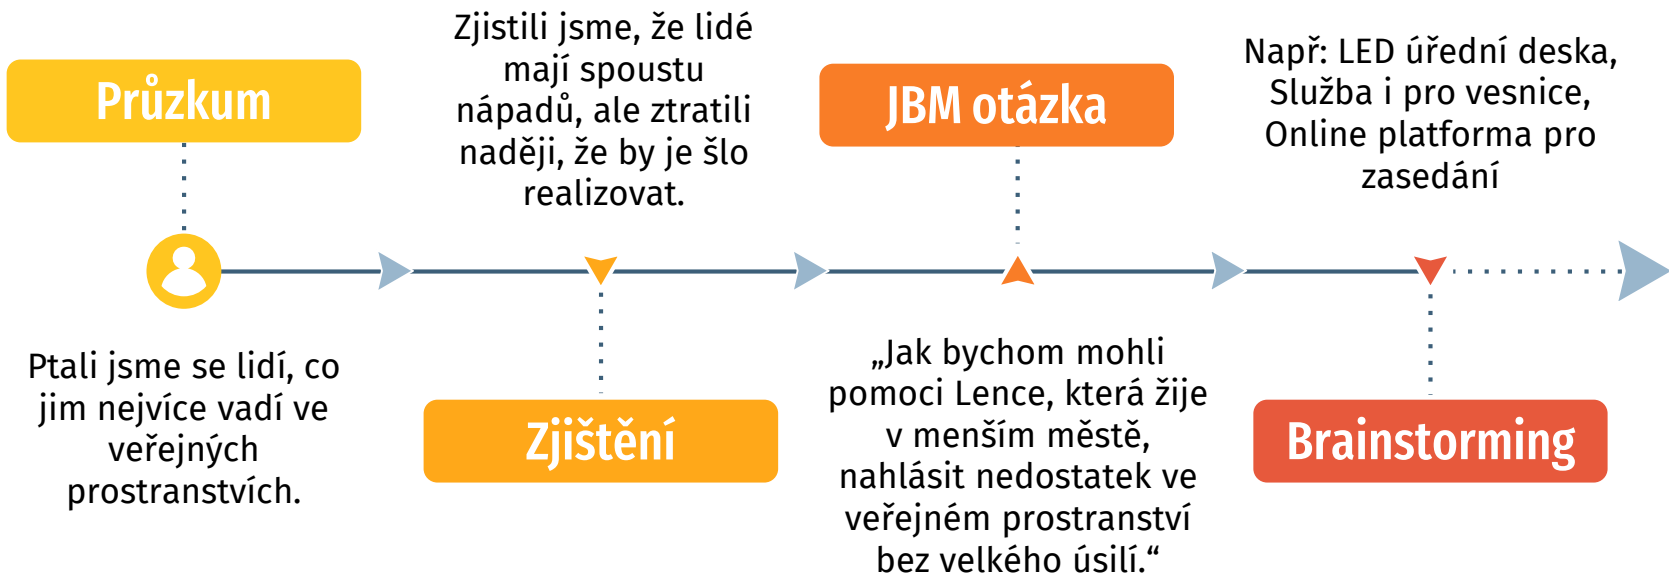 Průzkum
Ptali jsme se lidí, co
jim nejvíce vadí ve
veřejných
prostranstvích.
Zjistili jsme, že lidé
mají spoustu
nápadů, ale ztratili
naději, že by je šlo
realizovat.
Zjištění
JBM otázka
„Jak bychom mohli
pomoci Lence, která žije
v menším městě,
nahlásit nedostatek ve
veřejném prostranství
bez velkého úsilí.“
Např: LED úřední deska,
Služba i pro vesnice,
Online platforma pro
zasedání
Brainstorming